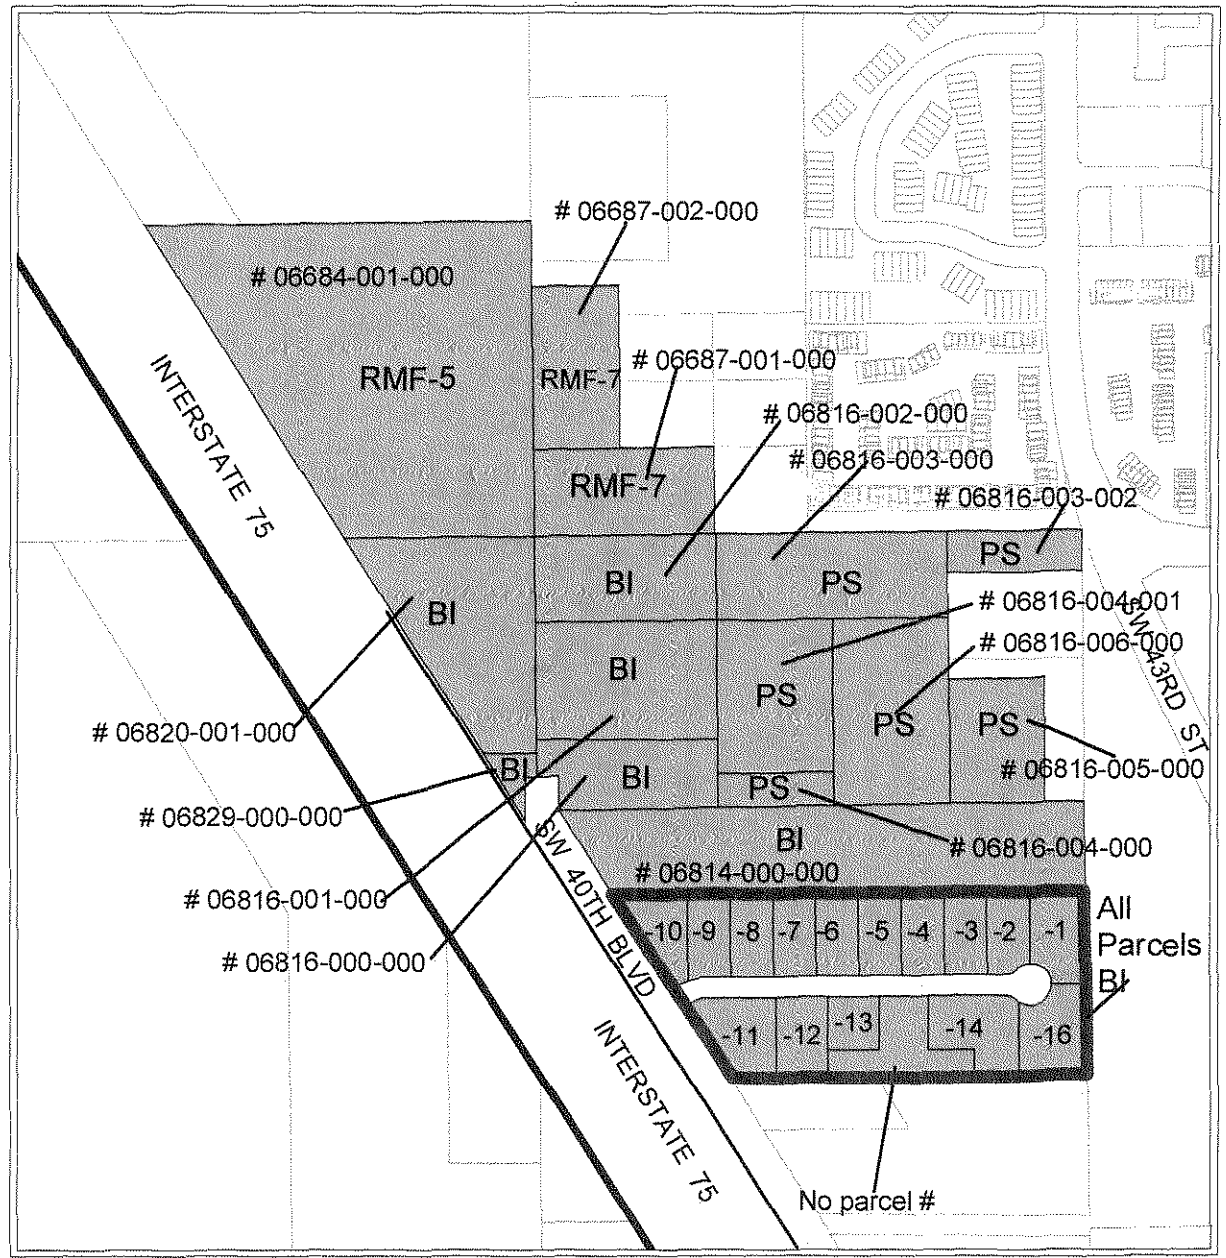 # 06687-002-000
# 06684-001-000
INTERSTATE 75
RMF-5
RMF-7
# 06687-001-000
# 06816-002-000
# 06816-003-000
RMF-7
# 06816-003-002
PS
BI
PS
BI
# 06816-004-001
SW 43RD ST
# 06816-006-000
BI
PS
PS
PS
# 06820-001-000
# 06816-005-000
BI
BI
PS
# 06829-000-000
SW 40TH BLVD
BI
# 06816-004-000
# 06814-000-000
# 06816-001-000
# 06816-000-000
-10
-9
-8
-7
-6
-5
-4
-3
-2
-1
All
Parcels
BI
-11
-12
-13
-14
-16
INTERSTATE 75
No parcel #